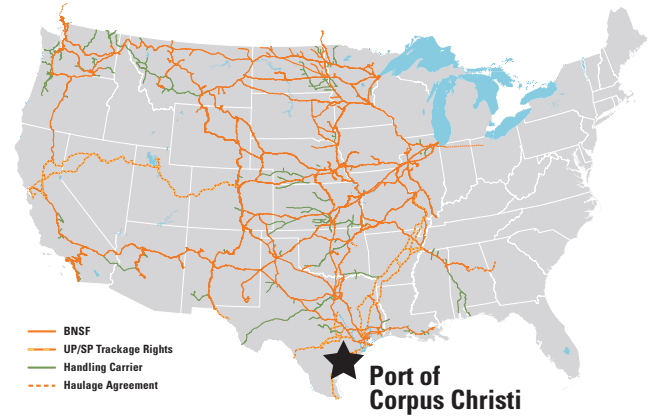 BNSF
UP/SP Trackage Rights
Handling Carrier
Haulage Agreement
Port of
Corpus Christi